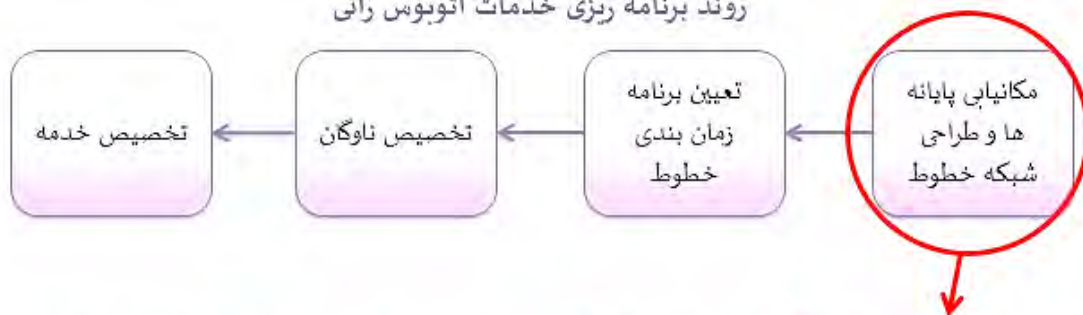 روند برنامه ریزی خدمات اتوبوس رانی
مکانیابی پایانه
ها و طراحی
شبکه خطوط
تعیین برنامه
زمان بندی
خطوط
تخصیص ناوگان
تخصیص خدمه